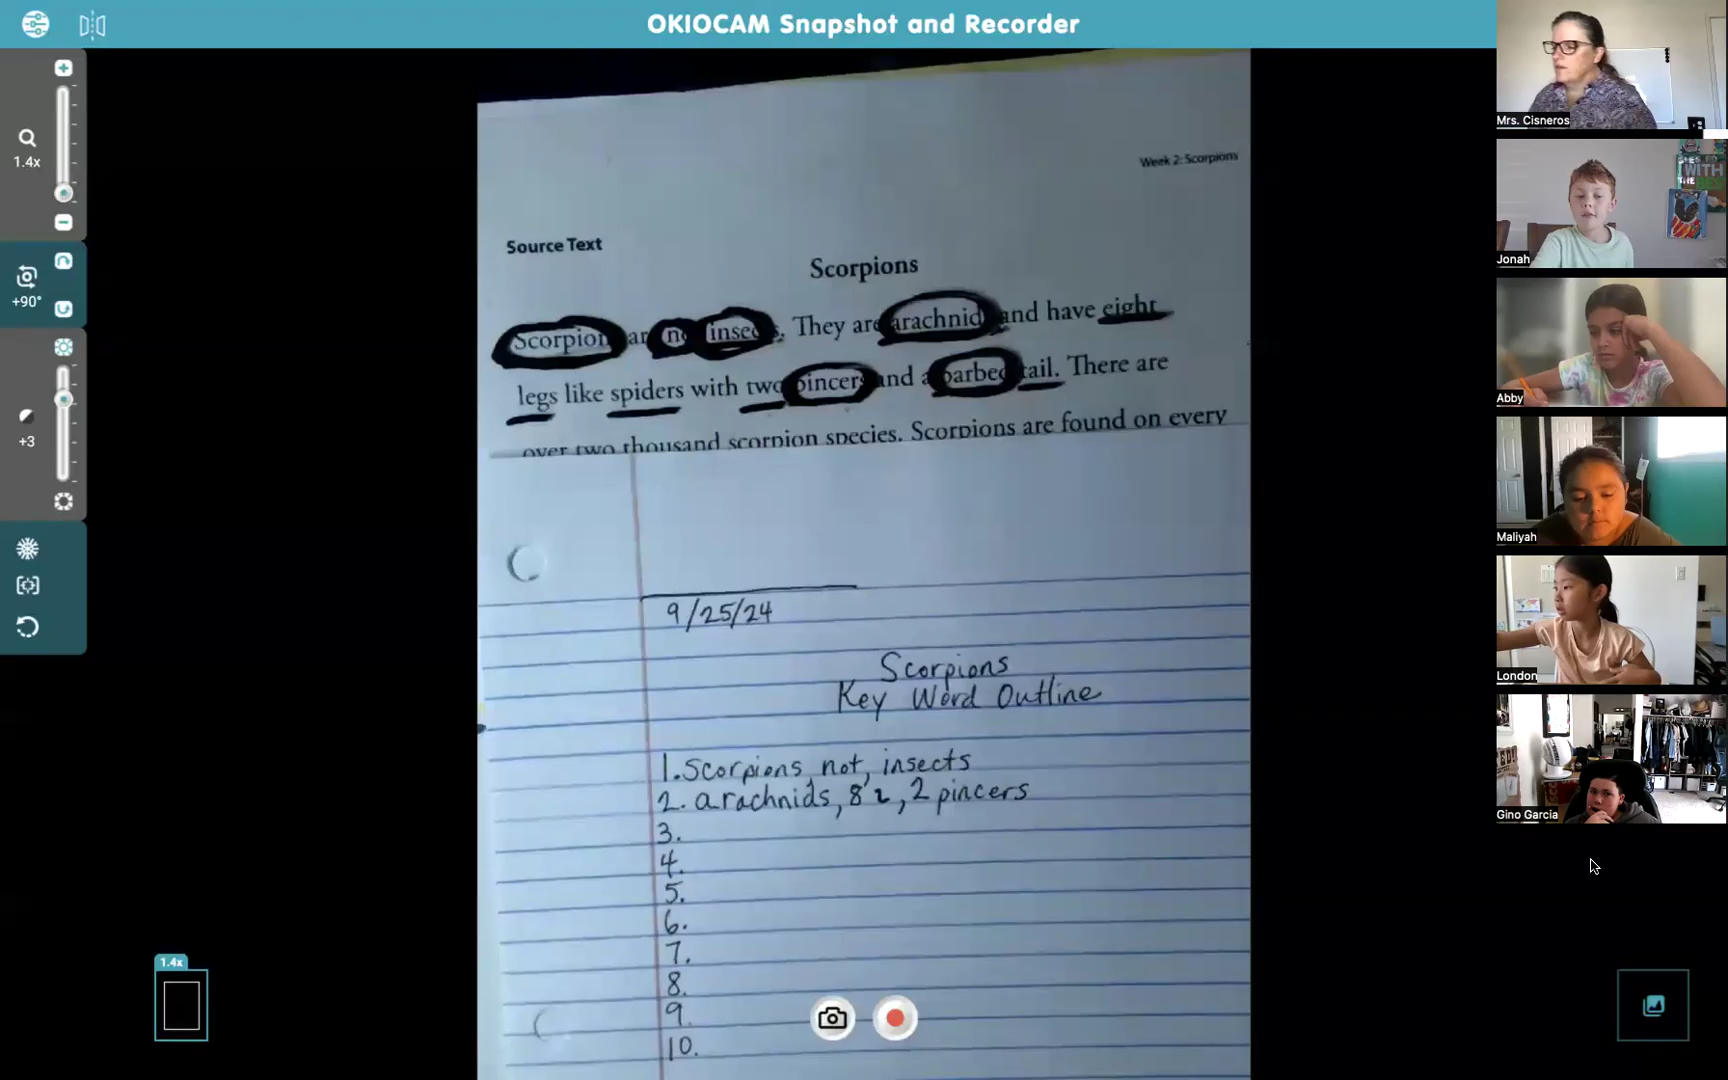 OKIOCAM Snapshot and Recorder
1.4x
+90°
+3
1.4x
Week 2: Scorpions
Source Text
Scorpions
Scorpions are not insects. They are arachnids and have eight
legs like spiders with two pincers and a barbed tail. There are
over two thousand scorpion species. Scorpions are found on every
9/25/24
Scorpions
Key Word Outline
1. Scorpions, not, insects
2. arachnids, 8 , 2 pincers
3.
4.
5.
6.
7.
8.
9.
10.
Mrs. Cisneros
WITH
THE
Jonah
Abby
Maliyah
London
Gino Garcia